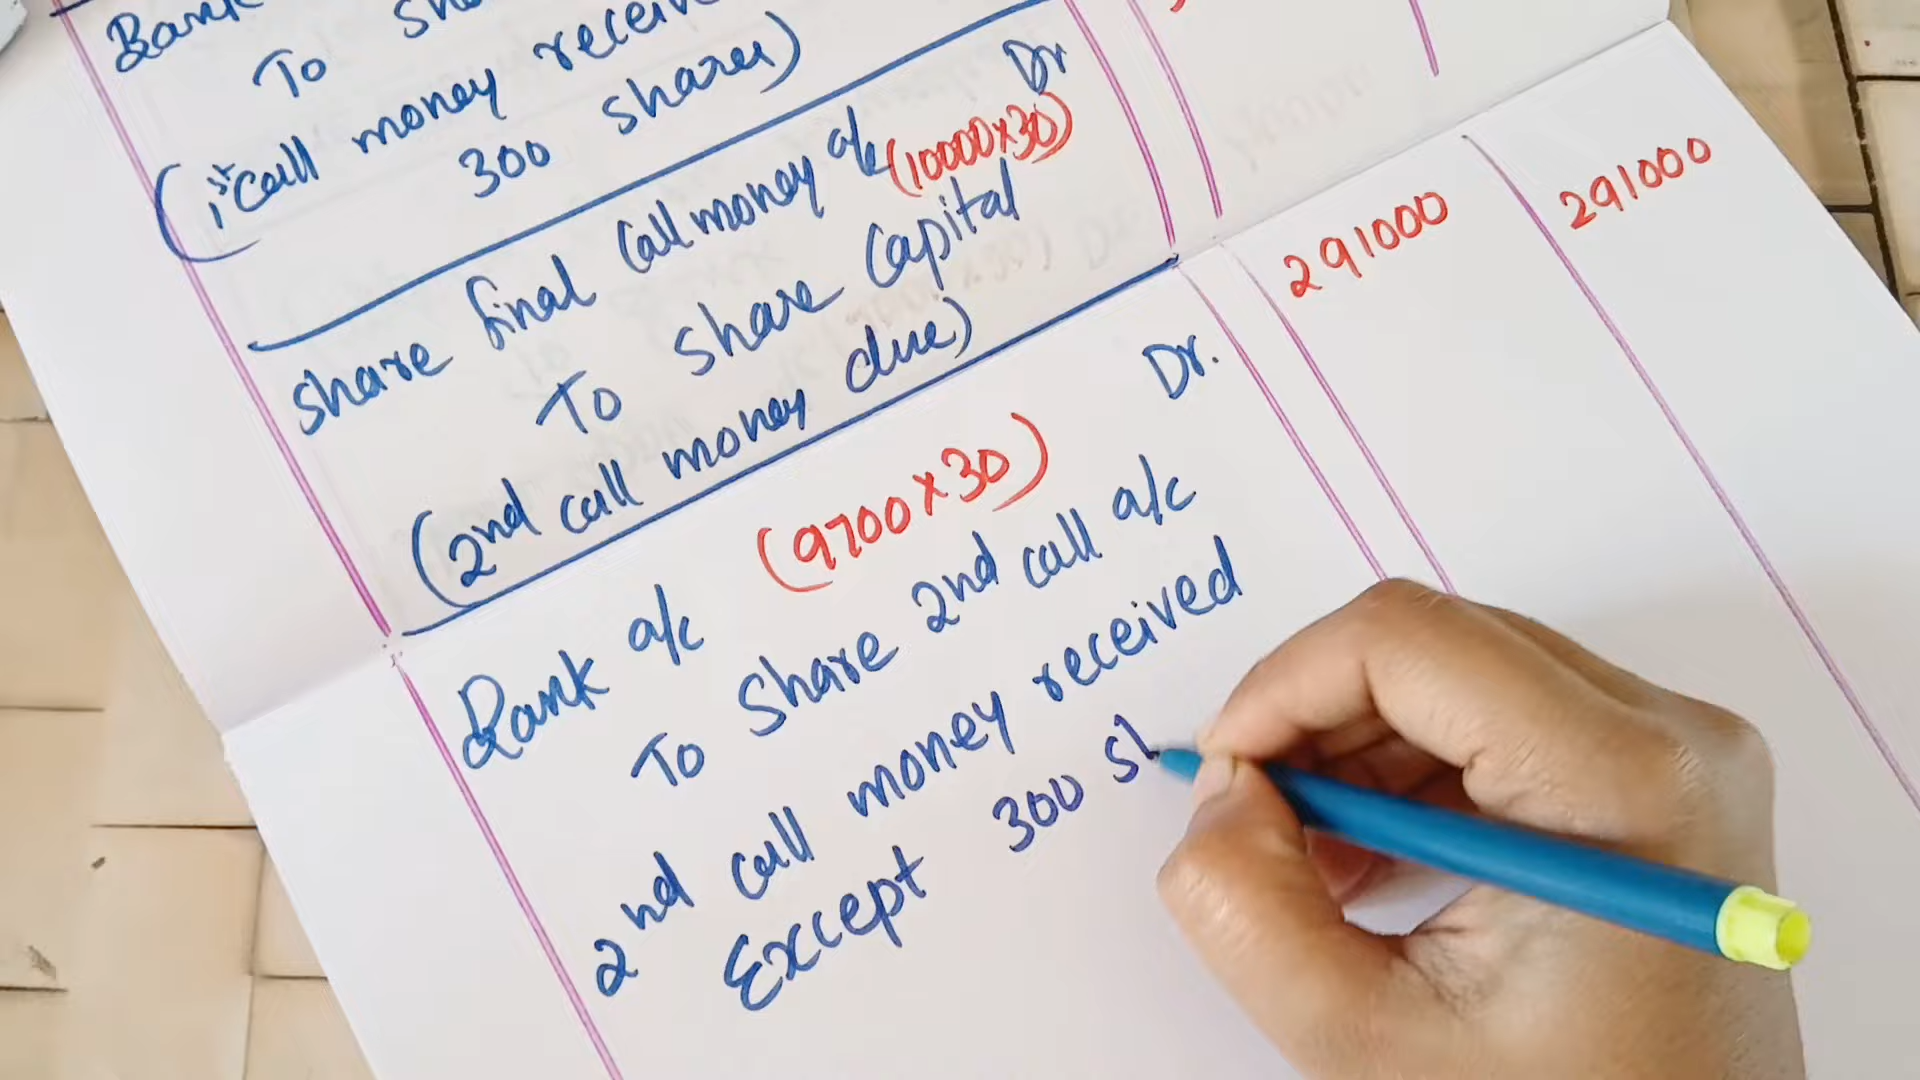 Bank
To
(1st call money
300 shares)
Share final call money a/c Dr
(10000×30)
To share capital
(2nd call money due)
Bank a/c (9700×30) Dr.
291000
291000
To Share 2nd call a/c
2nd call money received
Except 300 sh